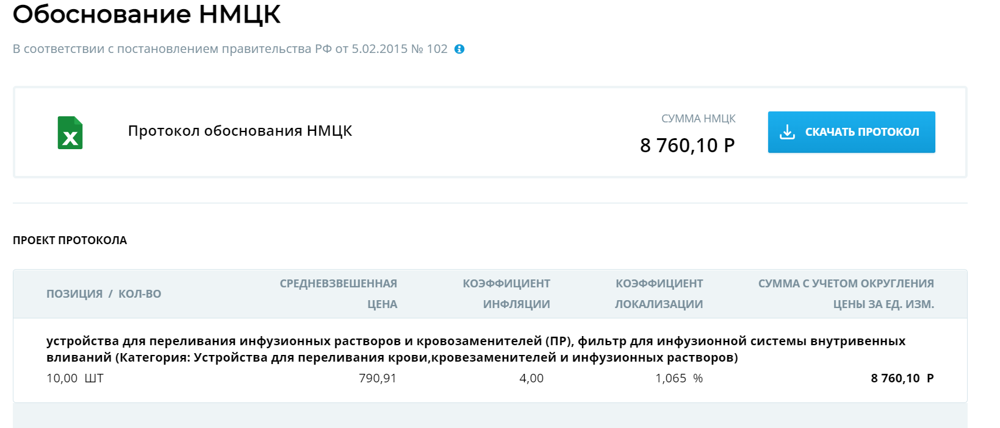 Обоснование НМЦК
В соответствии с постановлением правительства РФ от 5.02.2015 № 102
Протокол обоснования НМЦК
СУММА НМЦК
8 760,10 Р
СКАЧАТЬ ПРОТОКОЛ
ПРОЕКТ ПРОТОКОЛА
ПОЗИЦИЯ / КОЛ-ВО
СРЕДНЕВЗВЕШЕННАЯ
ЦЕНА
КОЭФФИЦИЕНТ
ИНФЛЯЦИИ
КОЭФФИЦИЕНТ
ЛОКАЛИЗАЦИИ
СУММА С УЧЕТОМ ОКРУГЛЕНИЯ
ЦЕНЫ ЗА ЕД. ИЗМ.
устройства для переливания инфузионных растворов и кровозаменителей (ПР), фильтр для инфузионной системы внутривенных
вливаний (Категория: Устройства для переливания крови,кровезаменителей и инфузионных растворов)
10,00 ШТ 790,91 4,00 1,065 % 8 760,10 Р